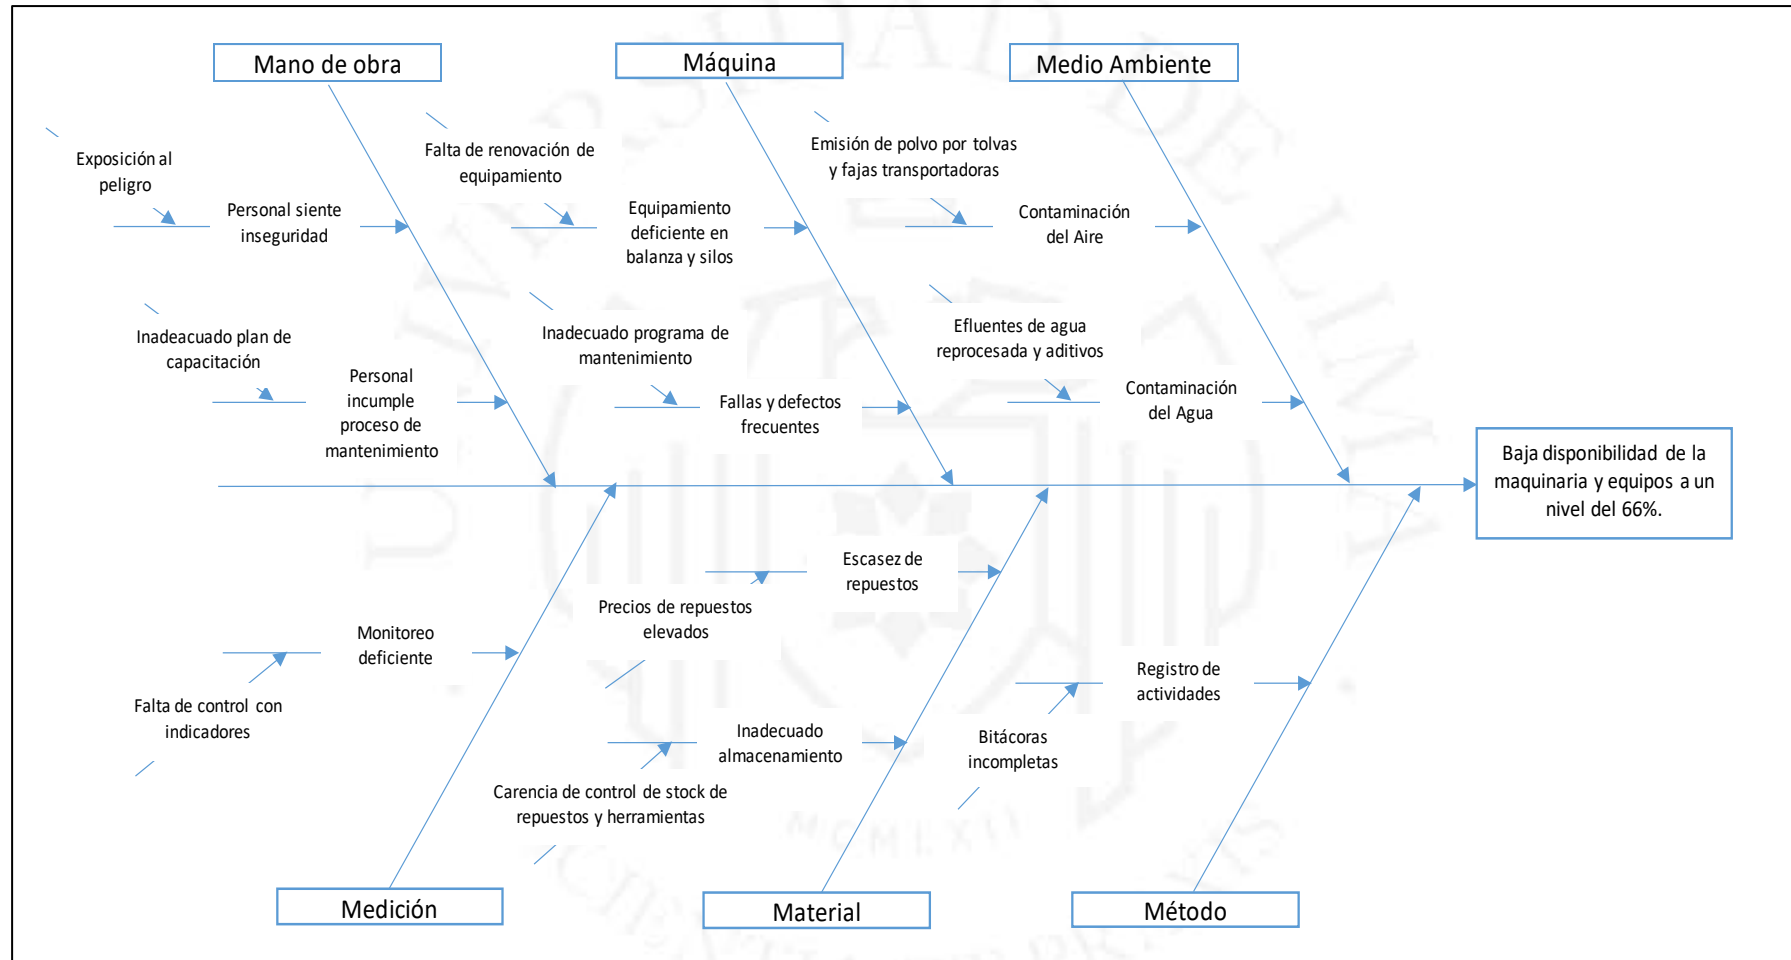 Mano de obra
Máquina
Medio Ambiente
Exposición al
peligro
Personal siente
inseguridad
Falta de renovación de
equipamiento
Equipamiento
deficiente en
balanza y silos
Emisión de polvo por tolvas
y fajas transportadoras
Contaminación
del Aire
Inadeacuado plan de
capacitación
Personal
incumple
proceso de
mantenimiento
Inadecuado programa de
mantenimiento
Fallas y defectos
frecuentes
Efluentes de agua
reprocesada y aditivos
Contaminación
del Agua
Baja disponibilidad de la
maquinaria y equipos a un
nivel del 66%.
Monitoreo
deficiente
Falta de control con
indicadores
Escasez de
repuestos
Precios de repuestos
elevados
Inadecuado
almacenamiento
Carencia de control de stock de
repuestos y herramientas
Registro de
actividades
Bitácoras
incompletas
Medición
Material
Método
UNIVERSIDAD DE LIMA
MCMLXII